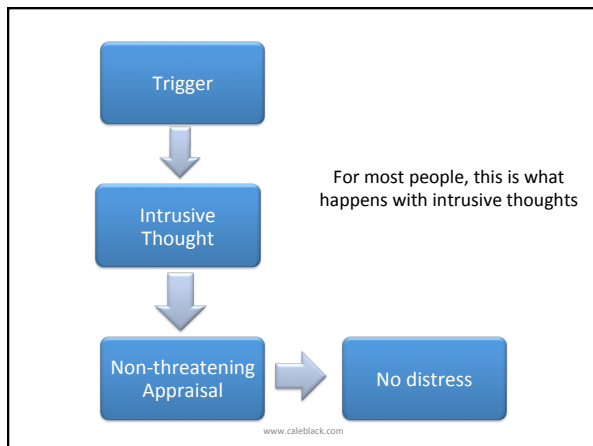 Trigger
For most people, this is what
happens with intrusive thoughts
Intrusive
Thought
Non-threatening
Appraisal
No distress
www.caleblack.com